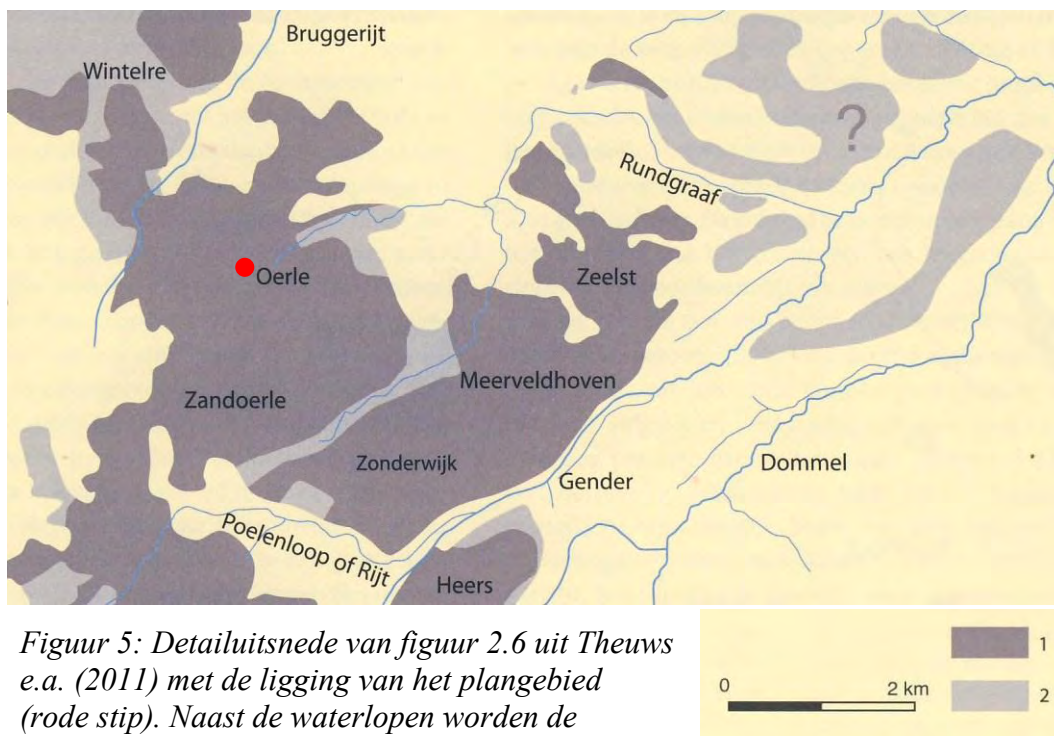 Bruggerijt
Wintelre
?
Rundgraaf
Oerle
Zeelst
Meerveldhoven
Zandoerle
Zonderwijk
Dommel
Gender
Poelenloop of Rijt
Heers
Figuur 5: Detailuitsnede van figuur 2.6 uit Theuws
e.a. (2011) met de ligging van het plangebied
(rode stip). Naast de waterlopen worden de
1
0 2 km 2